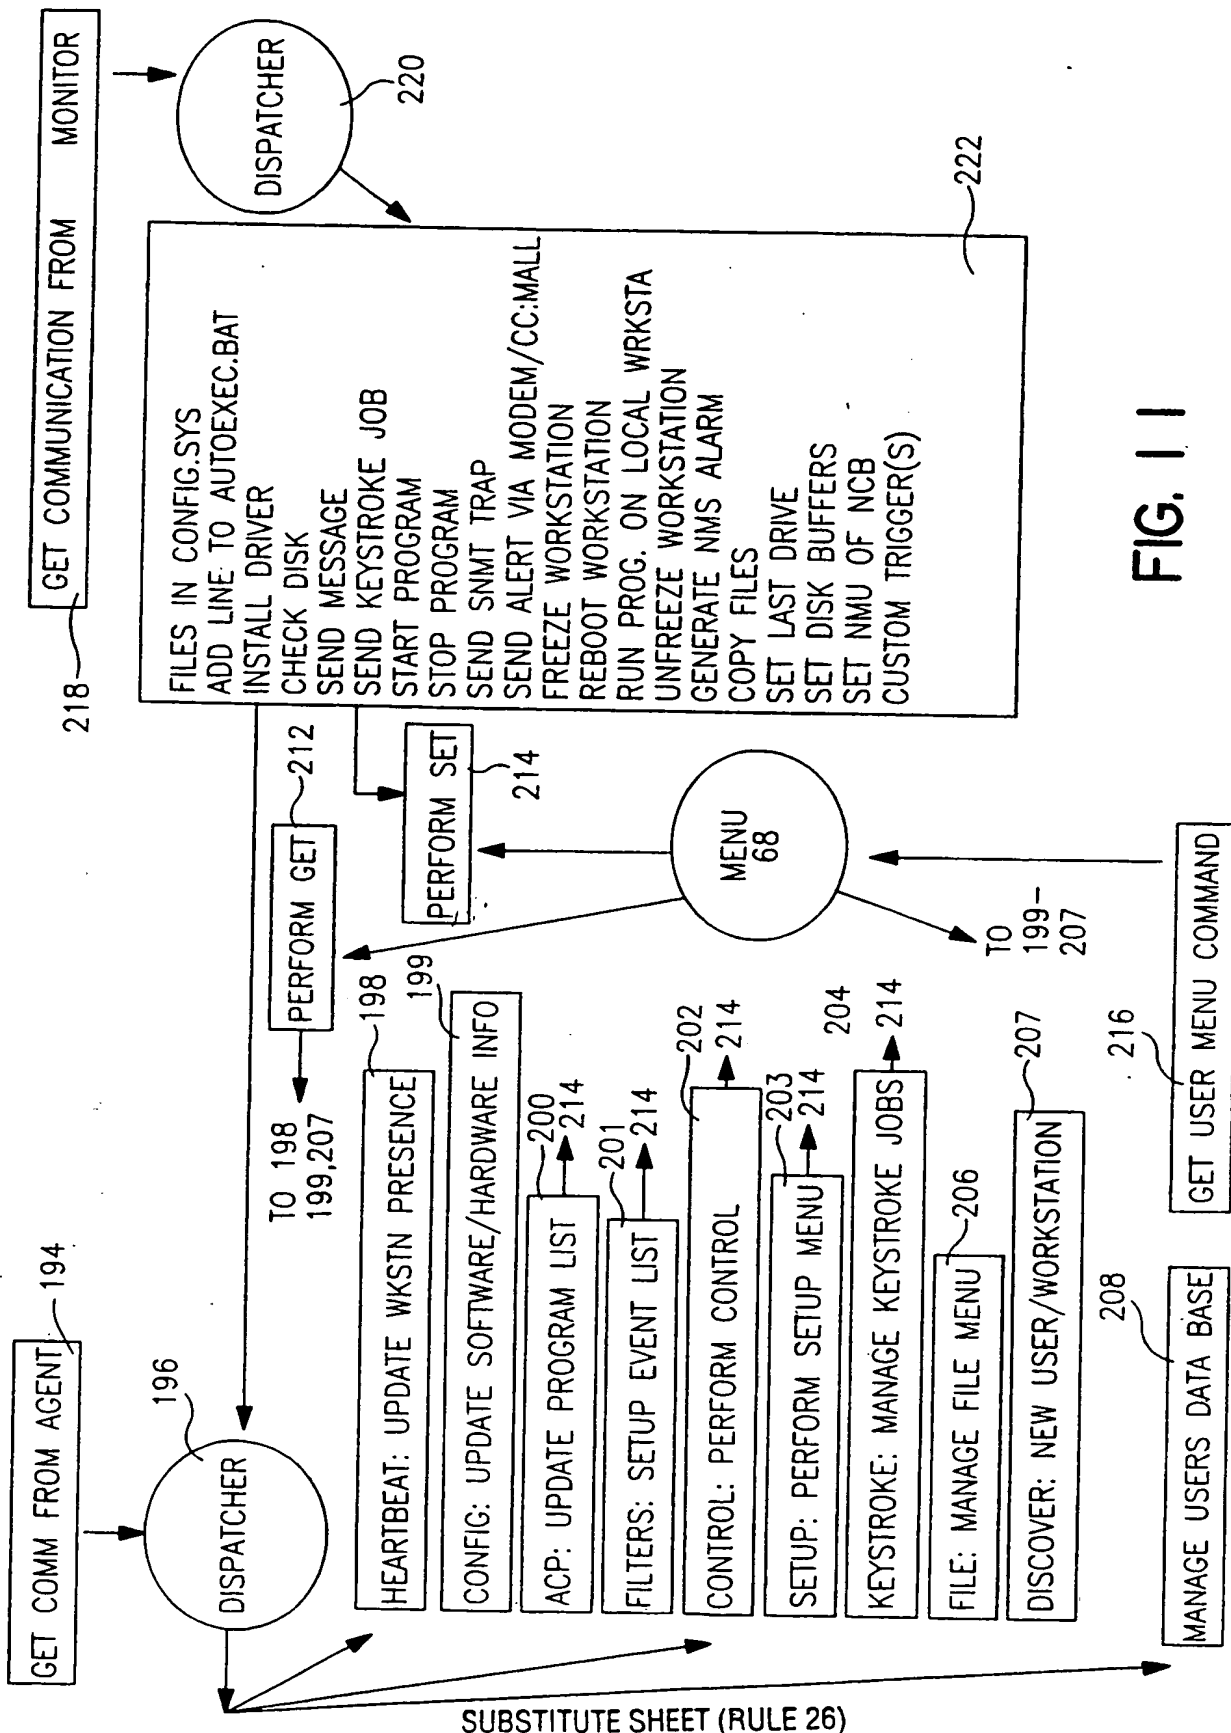 GET COMM FROM AGENT
194
DISPATCHER
196
TO 198
199,207
PERFORM GET
212
HEARTBEAT: UPDATE WKSTN PRESENCE
198
CONFIG: UPDATE SOFTWARE/HARDWARE INFO
199
ACP: UPDATE PROGRAM LIST
200
214
FILTERS: SETUP EVENT LIST
201
214
CONTROL: PERFORM CONTROL
202
214
SETUP: PERFORM SETUP MENU
203
214
KEYSTROKE: MANAGE KEYSTROKE JOBS
204
214
FILE: MANAGE FILE MENU
206
DISCOVER: NEW USER/WORKSTATION
207
MANAGE USERS DATA BASE
208
GET USER MENU COMMAND
216
MENU
68
TO
199-
207
PERFORM SET
214
GET COMMUNICATION FROM MONITOR
218
DISPATCHER
220
FILES IN CONFIG.SYS
ADD LINE TO AUTOEXEC.BAT
INSTALL DRIVER
CHECK DISK
SEND MESSAGE
SEND KEYSTROKE JOB
START PROGRAM
STOP PROGRAM
SEND SNMT TRAP
SEND ALERT VIA MODEM/CC:MALL
FREEZE WORKSTATION
REBOOT WORKSTATION
RUN PROG. ON LOCAL WRKSTA
UNFREEZE WORKSTATION
GENERATE NMS ALARM
COPY FILES
SET LAST DRIVE
SET DISK BUFFERS
SET NMU OF NCB
CUSTOM TRIGGER(S)
222
FIG. 11
SUBSTITUTE SHEET (RULE 26)